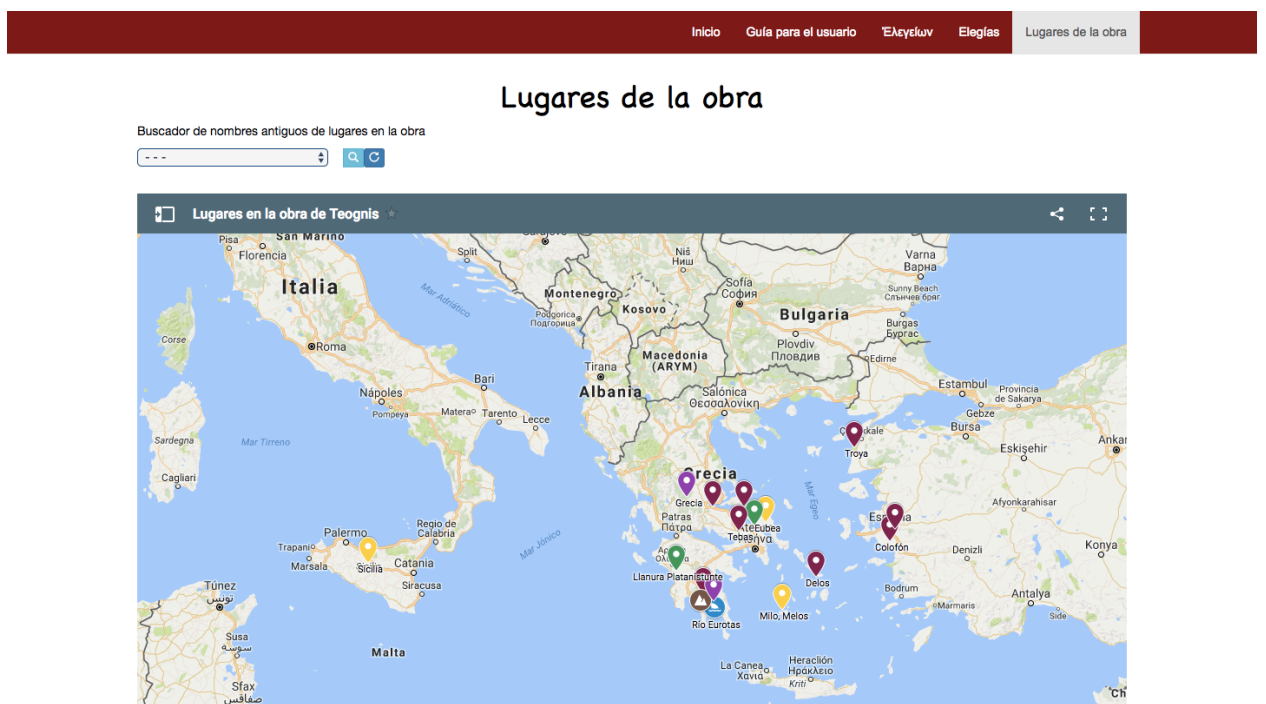 Inicio Guía para el usuario Ἐλεγείων Elegías Lugares de la obra
Lugares de la obra
Buscador de nombres antiguos de lugares en la obra
- - -
Lugares en la obra de Teognis
Pisa
San Marino
Florencia
Split
Niš
Ниш
Varna
Варна
Italia
Mar Adriático
Montenegro
Kosovo
Sofía
София
Sunny Beach
Слънчев бряг
Podgorica
Подгорица
Bulgaria
Burgas
Бургас
Corse
Roma
Plovdiv
Пловдив
Macedonia
(ARYM)
Edirne
Tirana
Albania
Bari
Nápoles
Pompeya
Matera
Tarento
Lecce
Salónica
Θεσσαλονίκη
Estambul
Provincia
de Sakarya
Gebze
Bursa
Sardegna
Mar Tirreno
Troya
Eskişehir
Cagliari
Grecia
Grecia
Mar Egeo
Afyonkarahisar
Patras
Πάτρα
Eubea
Tebas
Palermo
Regio de
Calabria
Mar Jónico
Trapani
Marsala
Sicilia
Catania
Colofón
Denizli
Konya
Llanura Platanistunte
Delos
Túnez
تونس
Siracusa
Bodrum
Marmaris
Antalya
Side
Río Eurotas
Milo, Melos
Susa
سوسة
Malta
La Canea
Χανιά
Heraclión
Ηράκλειο
Kriti
Sfax
صفاقس